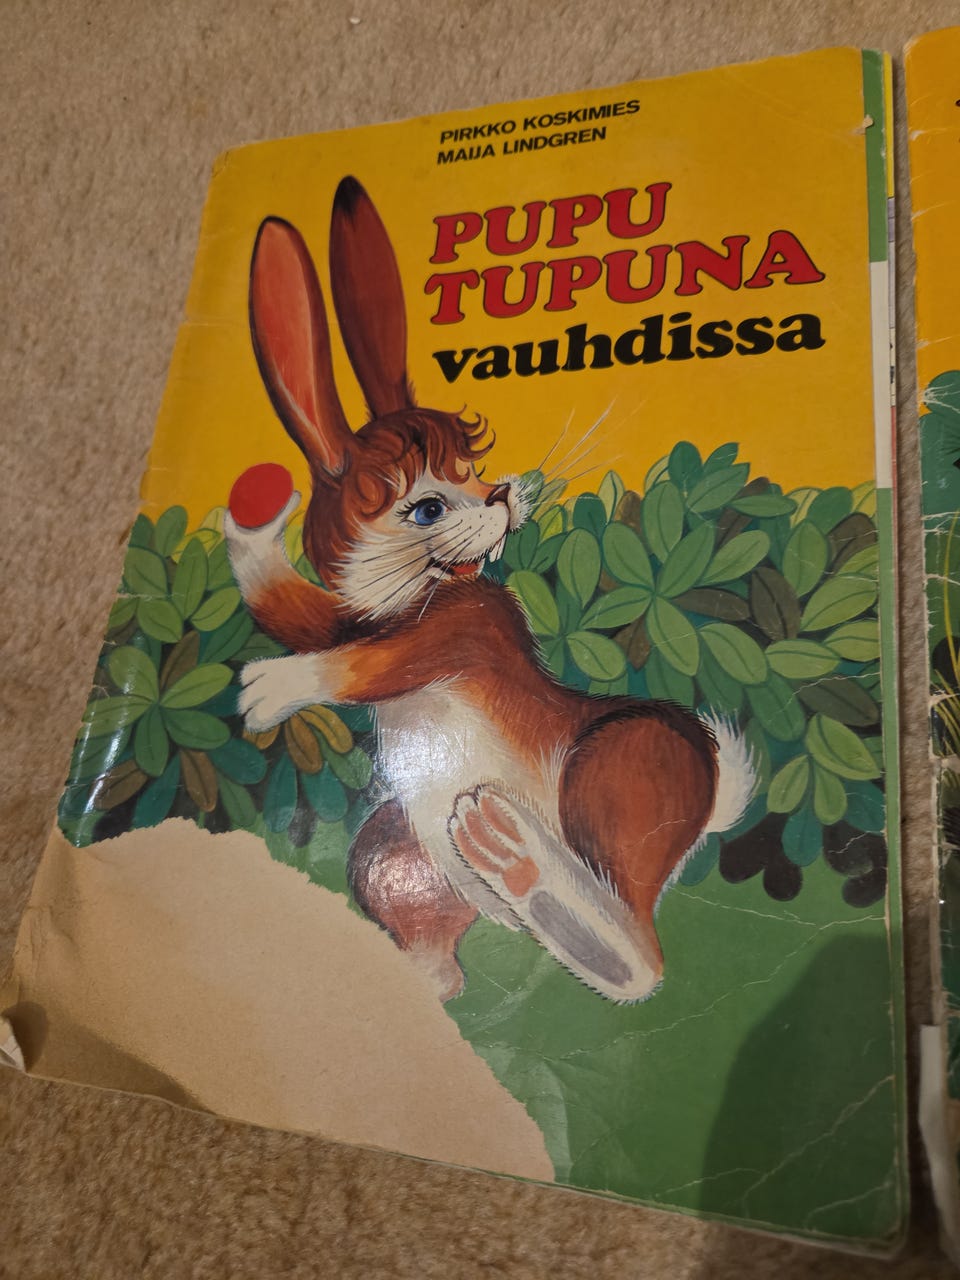 PIRKKO KOSKIMIES
MAIJA LINDGREN
PUPU
TUPUNA
vauhdissa